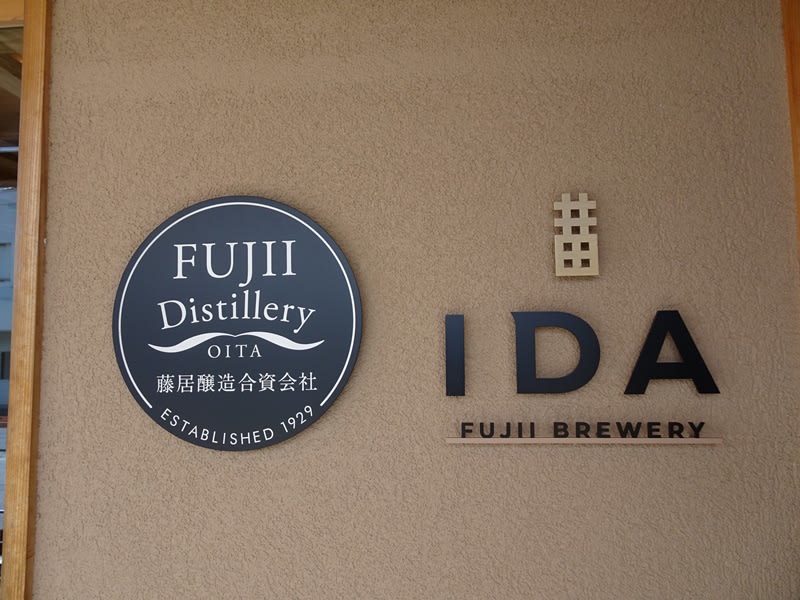 FUJII
Distillery
OITA
藤居醸造合資会社
ESTABLISHED 1929
IDA
FUJII BREWERY